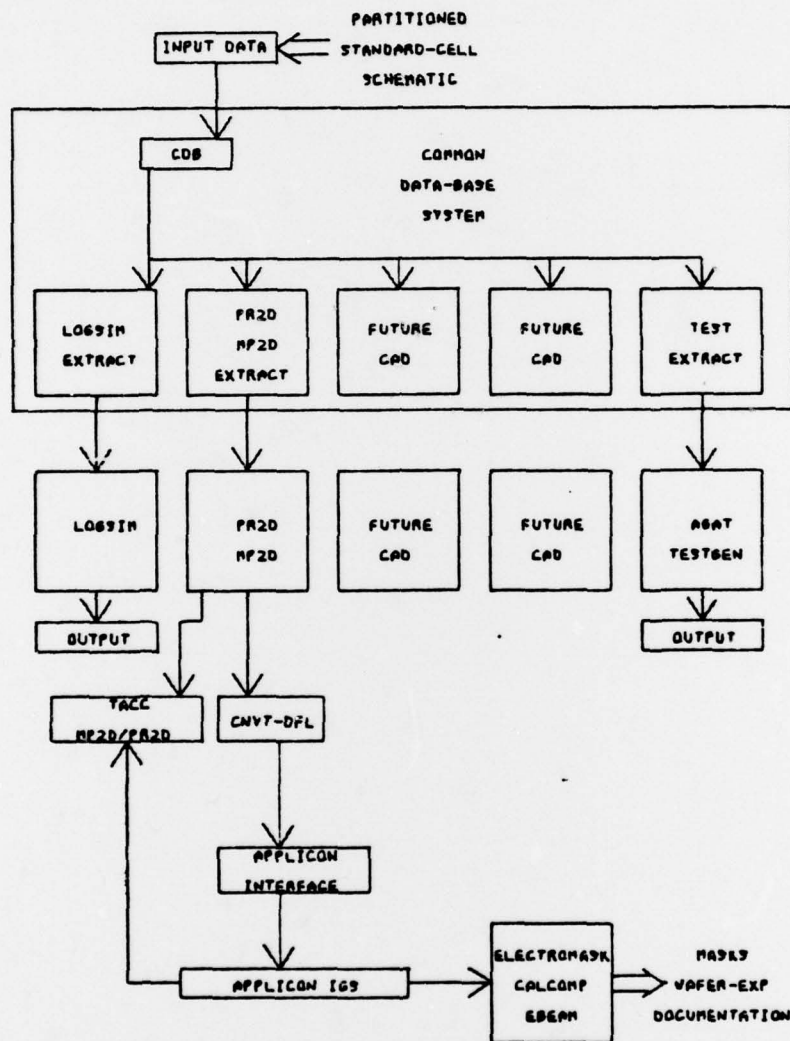 PARTITIONED
INPUT DATA
STANDARD-CELL
SCHEMATIC
CDB
COMMON
DATA-BASE
SYSTEM
LOGSIM
EXTRACT
PR2D
MP2D
EXTRACT
FUTURE
CAD
FUTURE
CAD
TEST
EXTRACT
LOGSIM
PR2D
MP2D
FUTURE
CAD
FUTURE
CAD
AGAT
TESTGEN
OUTPUT
OUTPUT
TACC
MP2D/PR2D
CNVT-DFL
APPLICON
INTERFACE
APPLICON IGS
ELECTROMASK
CALCOMP
EBEAM
MASKS
WAFER-EXP
DOCUMENTATION